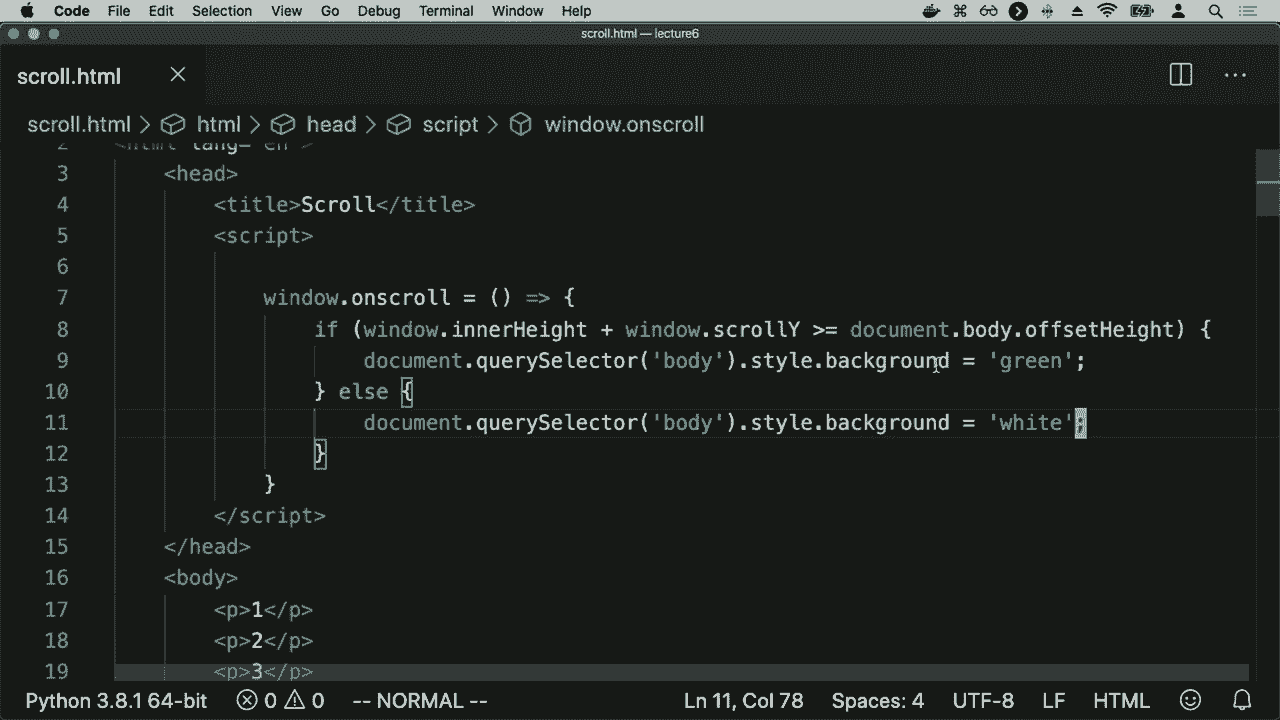 Code File Edit Selection View Go Debug Terminal Window Help
scroll.html — lecture6
scroll.html
scroll.html > html > head > script > window.onscroll
2 <html lang="en">
3 <head>
4 <title>Scroll</title>
5 <script>
6
7 window.onscroll = () => {
8 if (window.innerHeight + window.scrollY >= document.body.offsetHeight) {
9 document.querySelector('body').style.background = 'green';
10 } else {
11 document.querySelector('body').style.background = 'white';
12 }
13 }
14 </script>
15 </head>
16 <body>
17 <p>1</p>
18 <p>2</p>
19 <p>3</p>
Python 3.8.1 64-bit 0 0 -- NORMAL -- Ln 11, Col 78 Spaces: 4 UTF-8 LF HTML